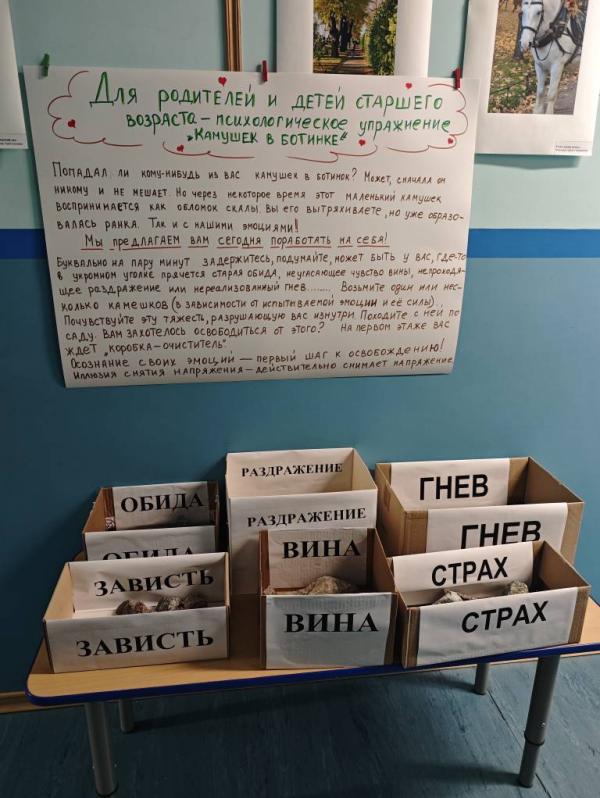 Для родителей и детей старшего
возраста – психологическое упражнение
„Камушек в ботинке“
Попадал ли кому-нибудь из вас камушек в ботинок? Может, сначала он
никому и не мешает. Но через некоторое время этот маленький камушек
воспринимается как обломок скалы. Вы его вытряхиваете, но уже образо-
валась ранка. Так и с нашими эмоциями!
Мы предлагаем вам сегодня поработать на себя!
Буквально на пару минут задержитесь, подумайте, может быть у вас, где-то
в укромном уголке прячется старая обида, неугасающее чувство вины, непроходя-
щее раздражение или нереализованный гнев....... Возьмите один или нес-
колько камешков (в зависимости от испытываемой эмоции и её силы).
Почувствуйте эту тяжесть, разрушающую вас изнутри. Походите с ней по
саду. Вам захотелось освободиться от этого? На первом этаже вас
ждёт „коробка-очиститель“.
Осознание своих эмоций — первый шаг к освобождению!
Иллюзия снятия напряжения – действительно снимает напряжение
РАЗДРАЖЕНИЕ
РАЗДРАЖЕНИЕ
ГНЕВ
ГНЕВ
ОБИДА
ОБИДА
ЗАВИСТЬ
ЗАВИСТЬ
ВИНА
ВИНА
СТРАХ
СТРАХ